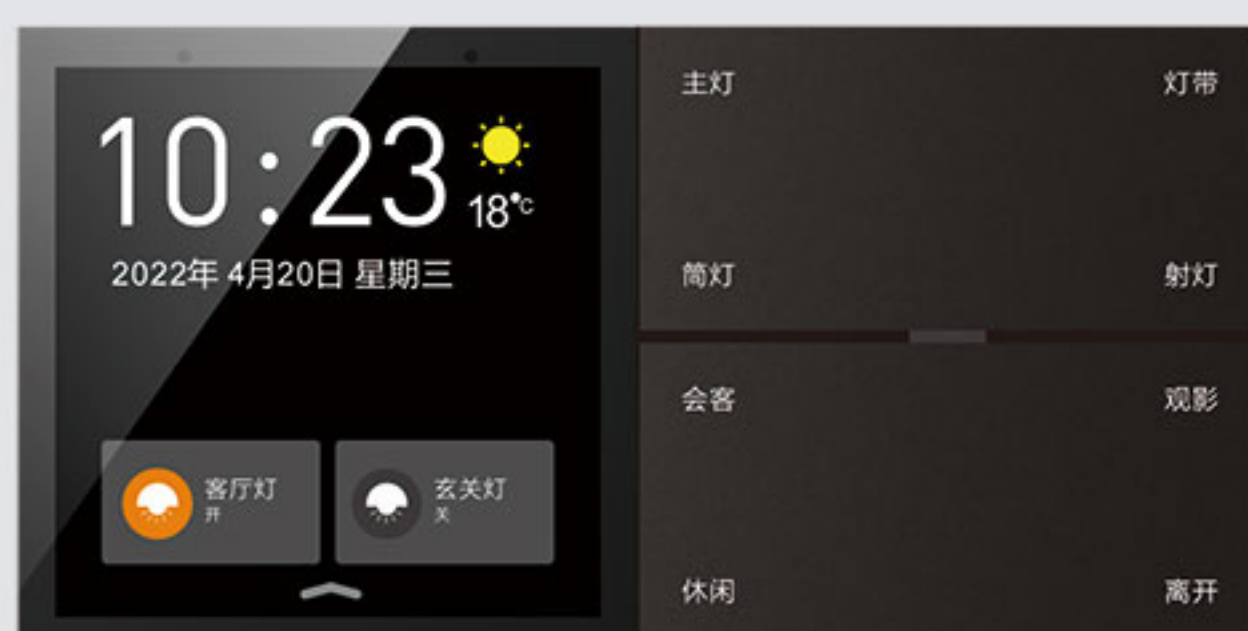 10:23
18°C
2022年 4月20日 星期三
客厅灯
开
玄关灯
关
主灯 灯带
筒灯 射灯
会客 观影
休闲 离开